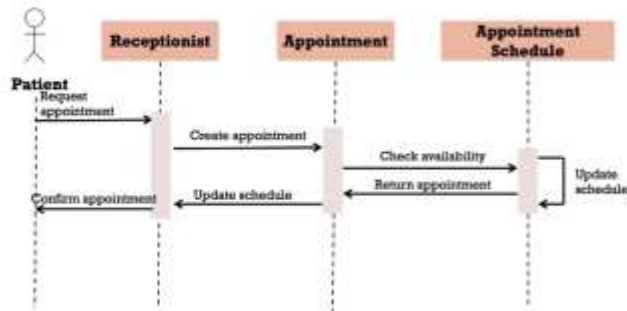 Receptionist
Appointment
Appointment
Schedule
Patient
Request
appointment
Create appointment
Check availability
Update
schedule
Return appointment
Update schedule
Confirm appointment